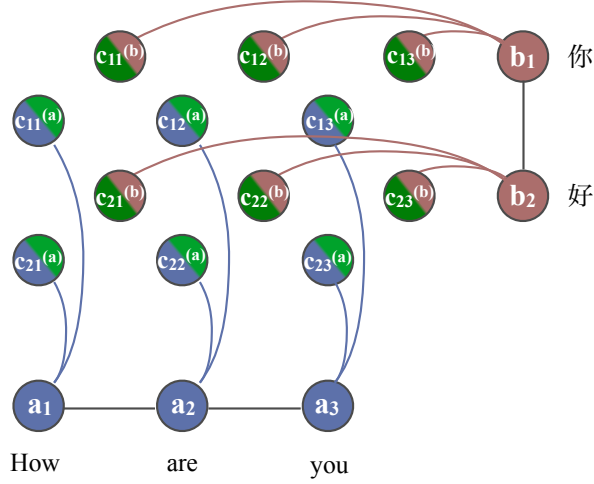 c11(b) c12(b) c13(b) b1 你
c11(a) c12(a) c13(a)
c21(b) c22(b) c23(b) b2 好
c21(a) c22(a) c23(a)
a1 a2 a3
How are you